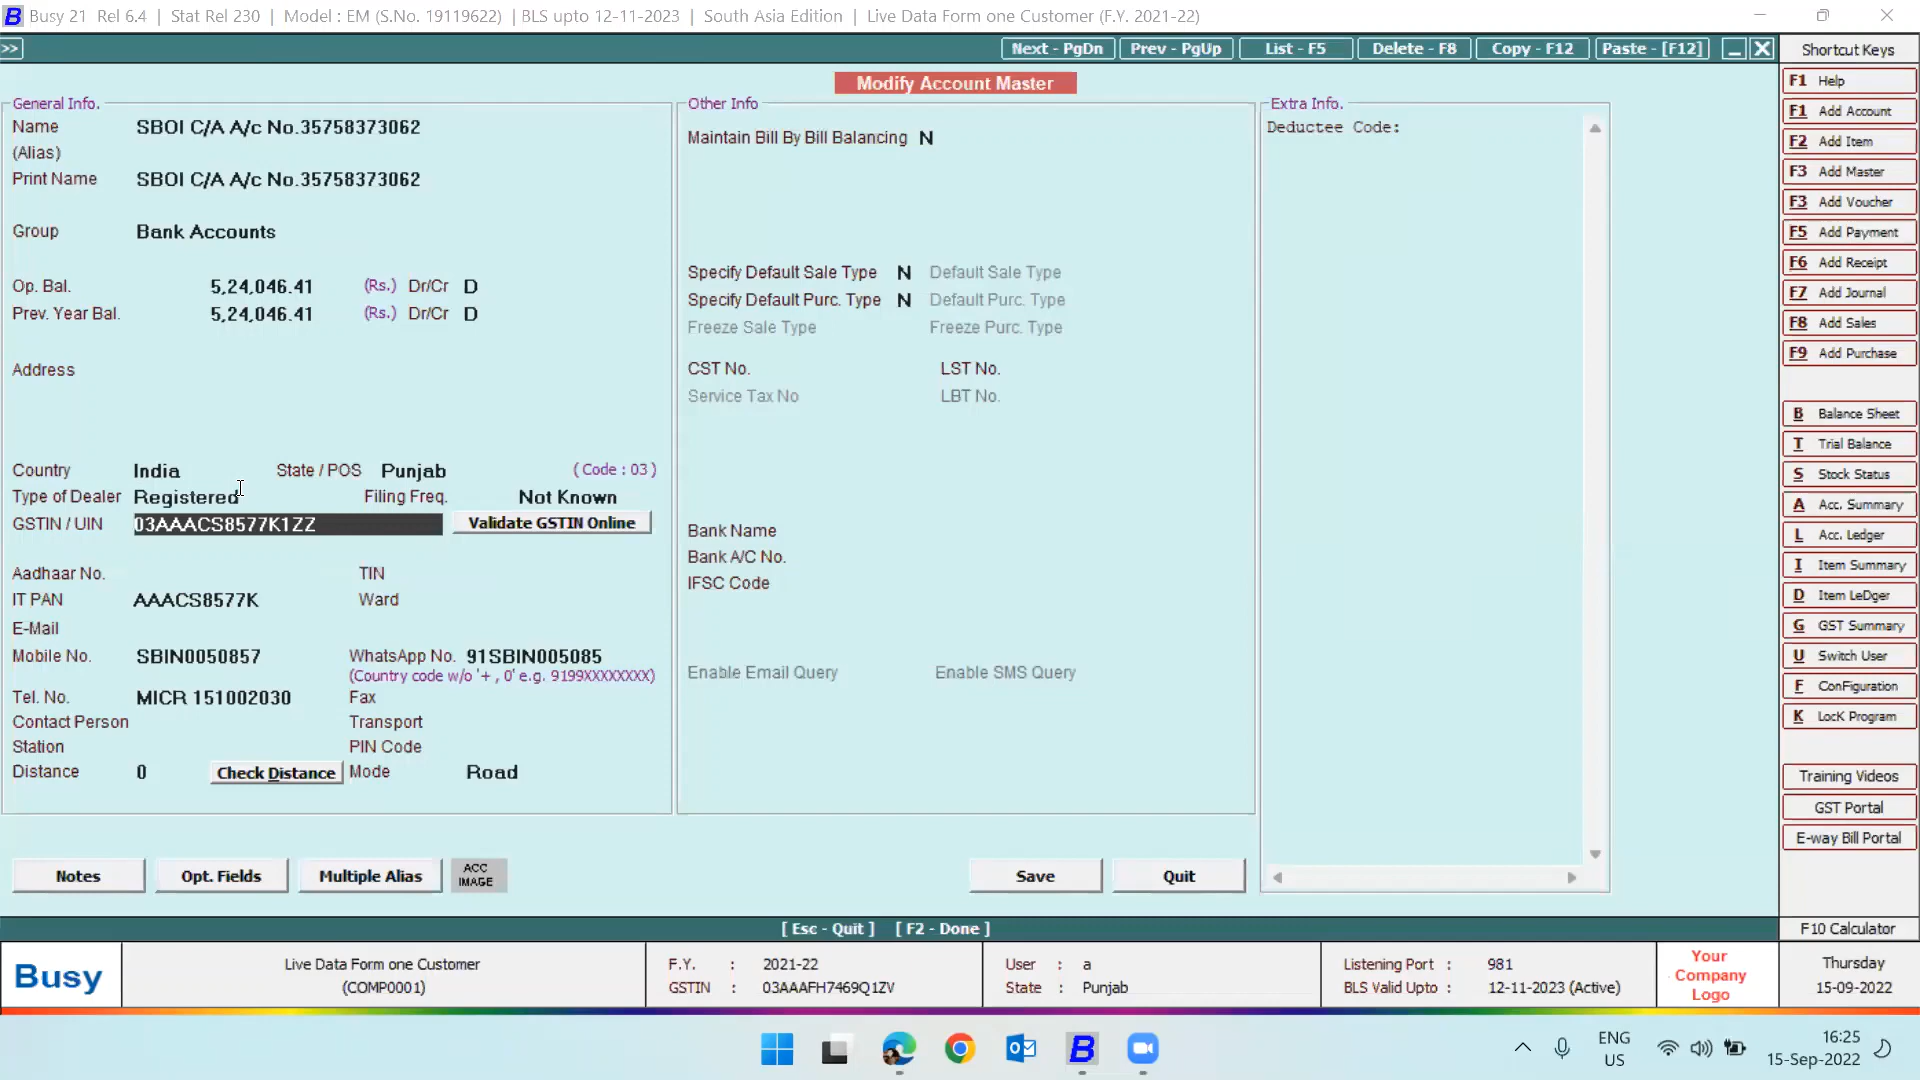 B Busy 21 Rel 6.4 | Stat Rel 230 | Model : EM (S.No. 19119622) | BLS upto 12-11-2023 | South Asia Edition | Live Data Form one Customer (F.Y. 2021-22)
>> Next - PgDn Prev - PgUp List - F5 Delete - F8 Copy - F12 Paste - [F12]
Modify Account Master
General Info.
Name SBOI C/A A/c No.35758373062
(Alias)
Print Name SBOI C/A A/c No.35758373062
Group Bank Accounts
Op. Bal. 5,24,046.41 (Rs.) Dr/Cr D
Prev. Year Bal. 5,24,046.41 (Rs.) Dr/Cr D
Address
Country India State / POS Punjab (Code : 03)
Type of Dealer Registered Filing Freq. Not Known
GSTIN / UIN 03AAACS8577K1ZZ Validate GSTIN Online
Aadhaar No. TIN
IT PAN AAACS8577K Ward
E-Mail
Mobile No. SBIN0050857 WhatsApp No. 91SBIN005085
(Country code w/o '+ , 0' e.g. 9199XXXXXXXX)
Tel. No. MICR 151002030 Fax
Contact Person Transport
Station PIN Code
Distance 0 Check Distance Mode Road
Notes Opt. Fields Multiple Alias ACC IMAGE
Other Info
Maintain Bill By Bill Balancing N
Specify Default Sale Type N Default Sale Type
Specify Default Purc. Type N Default Purc. Type
Freeze Sale Type Freeze Purc. Type
CST No. LST No.
Service Tax No LBT No.
Bank Name
Bank A/C No.
IFSC Code
Enable Email Query Enable SMS Query
Save Quit
Extra Info.
Deductee Code:
Shortcut Keys
F1 Help
F1 Add Account
F2 Add Item
F3 Add Master
F3 Add Voucher
F5 Add Payment
F6 Add Receipt
F7 Add Journal
F8 Add Sales
F9 Add Purchase
B Balance Sheet
T Trial Balance
S Stock Status
A Acc. Summary
L Acc. Ledger
I Item Summary
D Item LeDger
G GST Summary
U Switch User
F ConFiguration
K LocK Program
Training Videos
GST Portal
E-way Bill Portal
F10 Calculator
[ Esc - Quit ] [ F2 - Done ]
Busy
Live Data Form one Customer
(COMP0001)
F.Y. : 2021-22
GSTIN : 03AAAFH7469Q1ZV
User : a
State : Punjab
Listening Port : 981
BLS Valid Upto : 12-11-2023 (Active)
Your
Company
Logo
Thursday
15-09-2022
B
ENG
US
16:25
15-Sep-2022